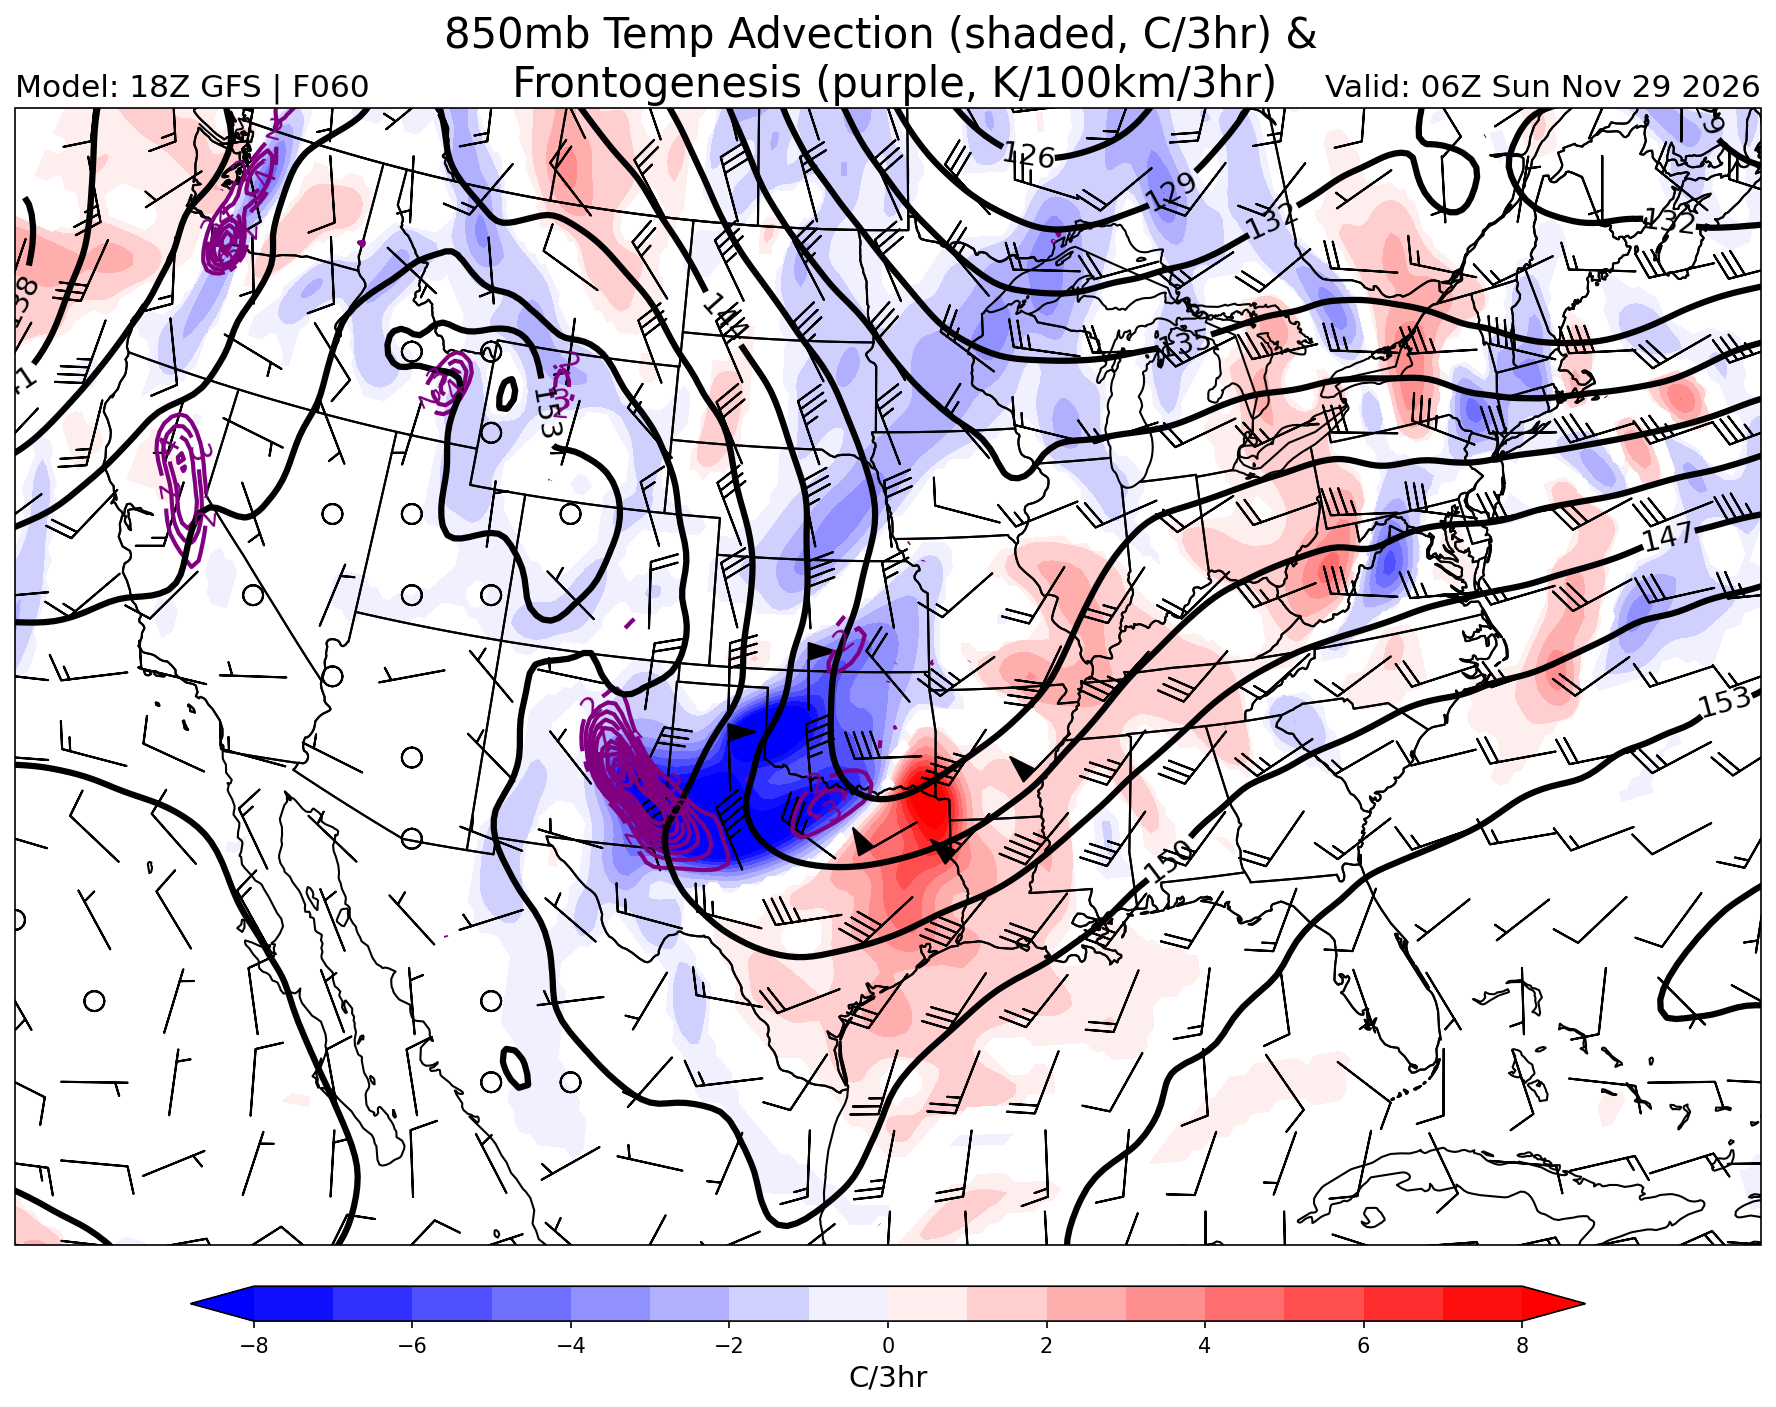 850mb Temp Advection (shaded, C/3hr) &
Frontogenesis (purple, K/100km/3hr)
Model: 18Z GFS | F060
Valid: 06Z Sun Nov 29 2026
126
129
132
132
138
144
135
153
147
153
150
−8 −6 −4 −2 0 2 4 6 8
C/3hr